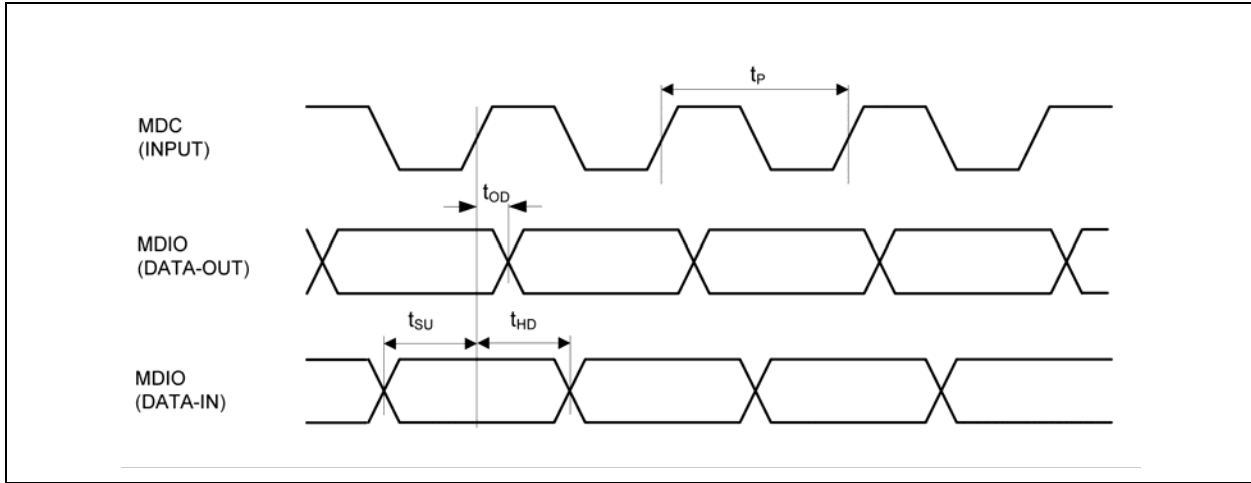 tP
MDC
(INPUT)
tOD
MDIO
(DATA-OUT)
tSU
tHD
MDIO
(DATA-IN)